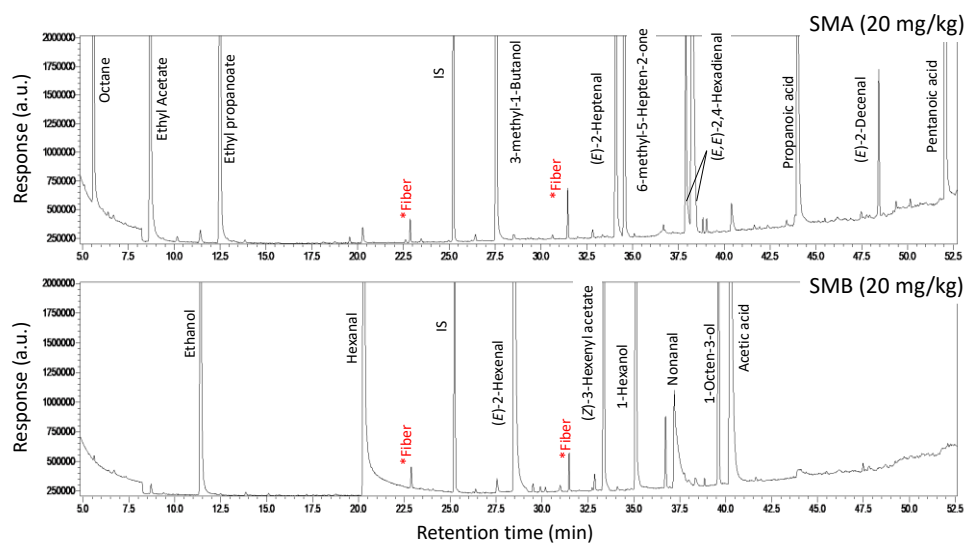 SMA (20 mg/kg)
Response (a.u.)
2000000
1750000
1500000
1250000
1000000
750000
500000
250000
Octane
Ethyl Acetate
Ethyl propanoate
*Fiber
IS
3-methyl-1-Butanol
*Fiber
(E)-2-Heptenal
6-methyl-5-Hepten-2-one
(E,E)-2,4-Hexadienal
Propanoic acid
(E)-2-Decenal
Pentanoic acid
5.0 7.5 10.0 12.5 15.0 17.5 20.0 22.5 25.0 27.5 30.0 32.5 35.0 37.5 40.0 42.5 45.0 47.5 50.0 52.5
SMB (20 mg/kg)
Response (a.u.)
2000000
1750000
1500000
1250000
1000000
750000
500000
250000
Ethanol
Hexanal
*Fiber
IS
(E)-2-Hexenal
*Fiber
(Z)-3-Hexenyl acetate
1-Hexanol
Nonanal
1-Octen-3-ol
Acetic acid
5.0 7.5 10.0 12.5 15.0 17.5 20.0 22.5 25.0 27.5 30.0 32.5 35.0 37.5 40.0 42.5 45.0 47.5 50.0 52.5
Retention time (min)